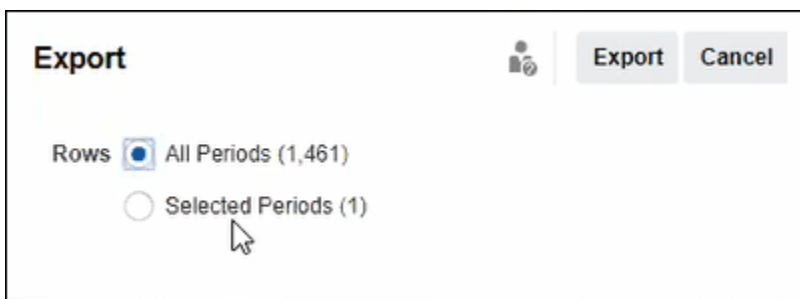 Export Export Cancel
Rows All Periods (1,461)
Selected Periods (1)